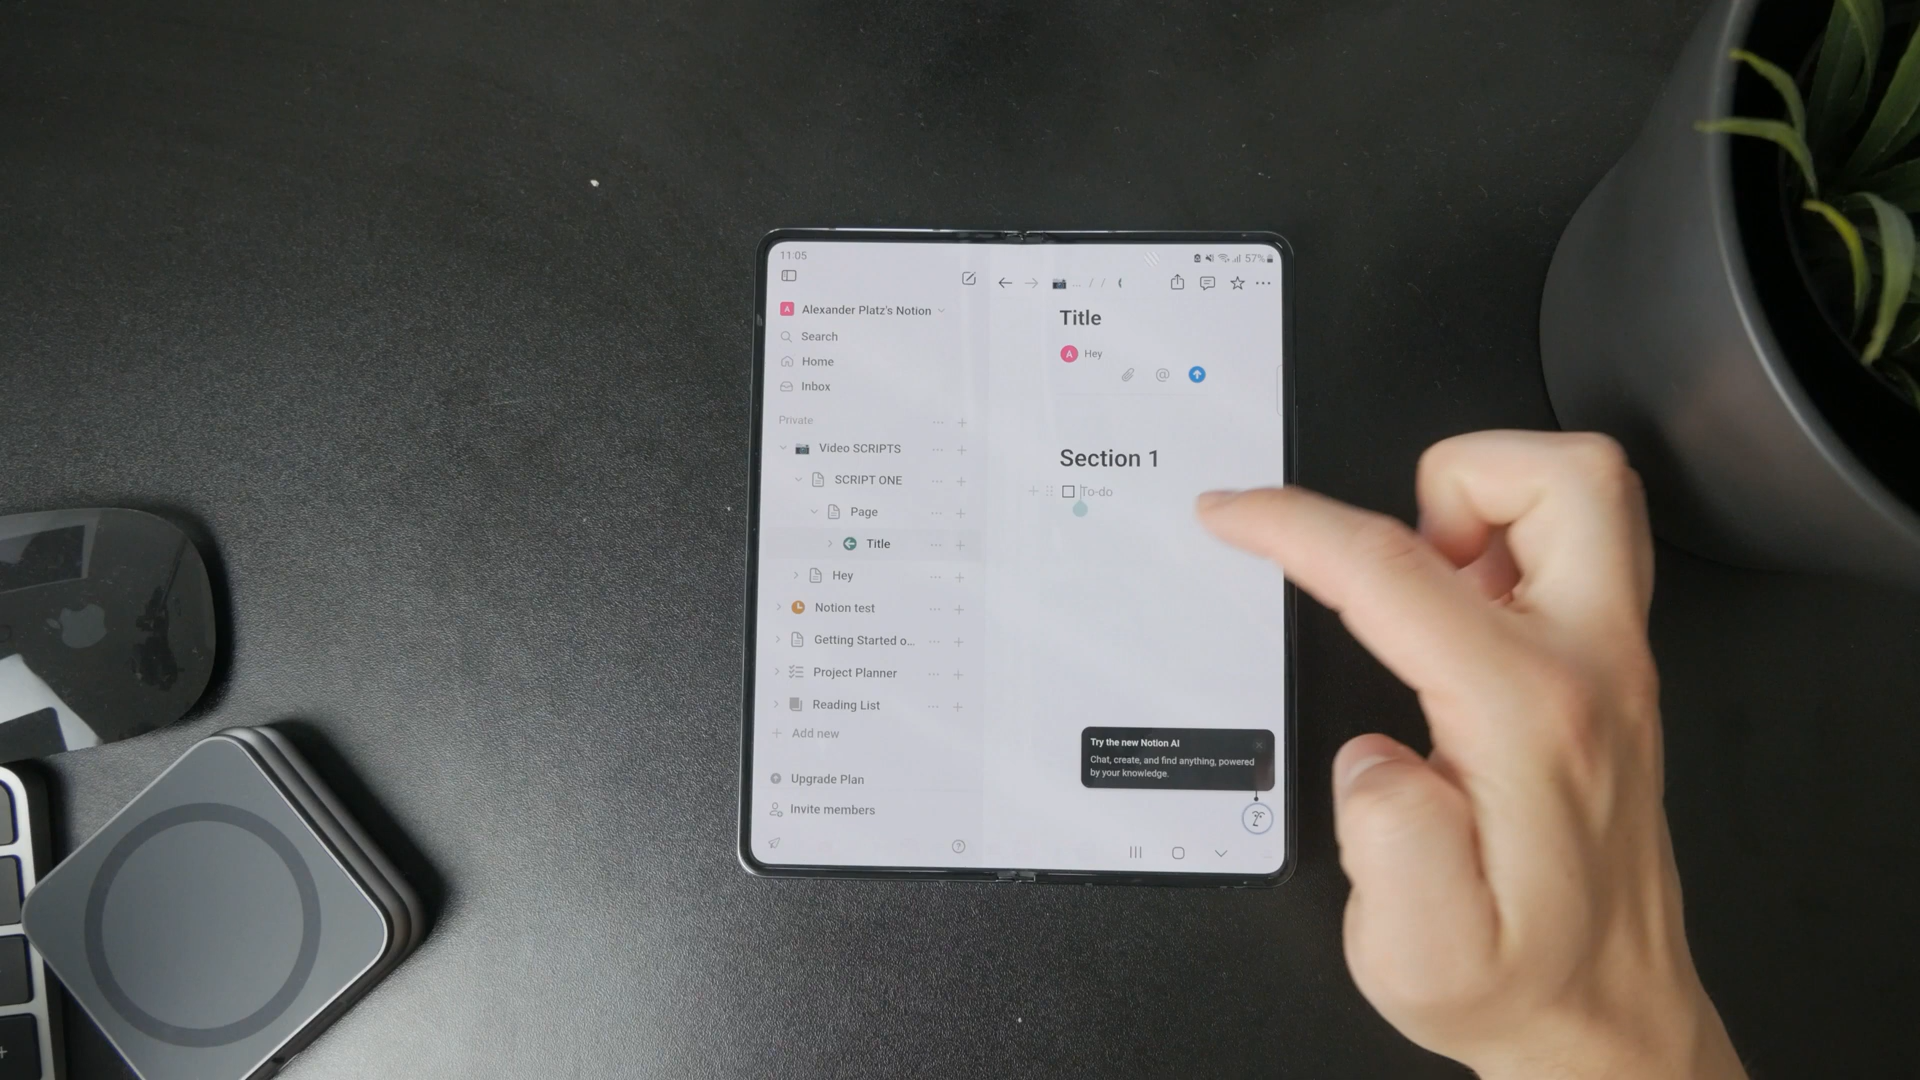 11:05
57%
A Alexander Platz's Notion
Search
Home
Inbox
Private
Video SCRIPTS
SCRIPT ONE
Page
Title
Hey
Notion test
Getting Started o...
Project Planner
Reading List
Add new
Upgrade Plan
Invite members
... / /
Title
A Hey
@
Section 1
To-do
Try the new Notion AI
Chat, create, and find anything, powered
by your knowledge.